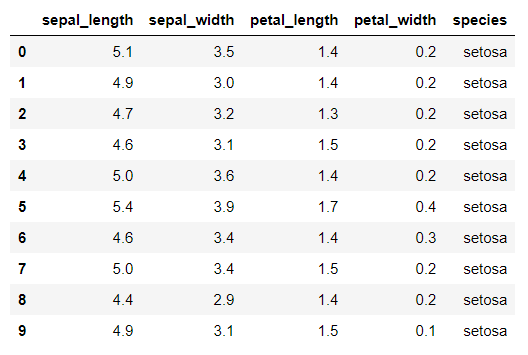 sepal_length sepal_width petal_length petal_width species
0 5.1 3.5 1.4 0.2 setosa
1 4.9 3.0 1.4 0.2 setosa
2 4.7 3.2 1.3 0.2 setosa
3 4.6 3.1 1.5 0.2 setosa
4 5.0 3.6 1.4 0.2 setosa
5 5.4 3.9 1.7 0.4 setosa
6 4.6 3.4 1.4 0.3 setosa
7 5.0 3.4 1.5 0.2 setosa
8 4.4 2.9 1.4 0.2 setosa
9 4.9 3.1 1.5 0.1 setosa